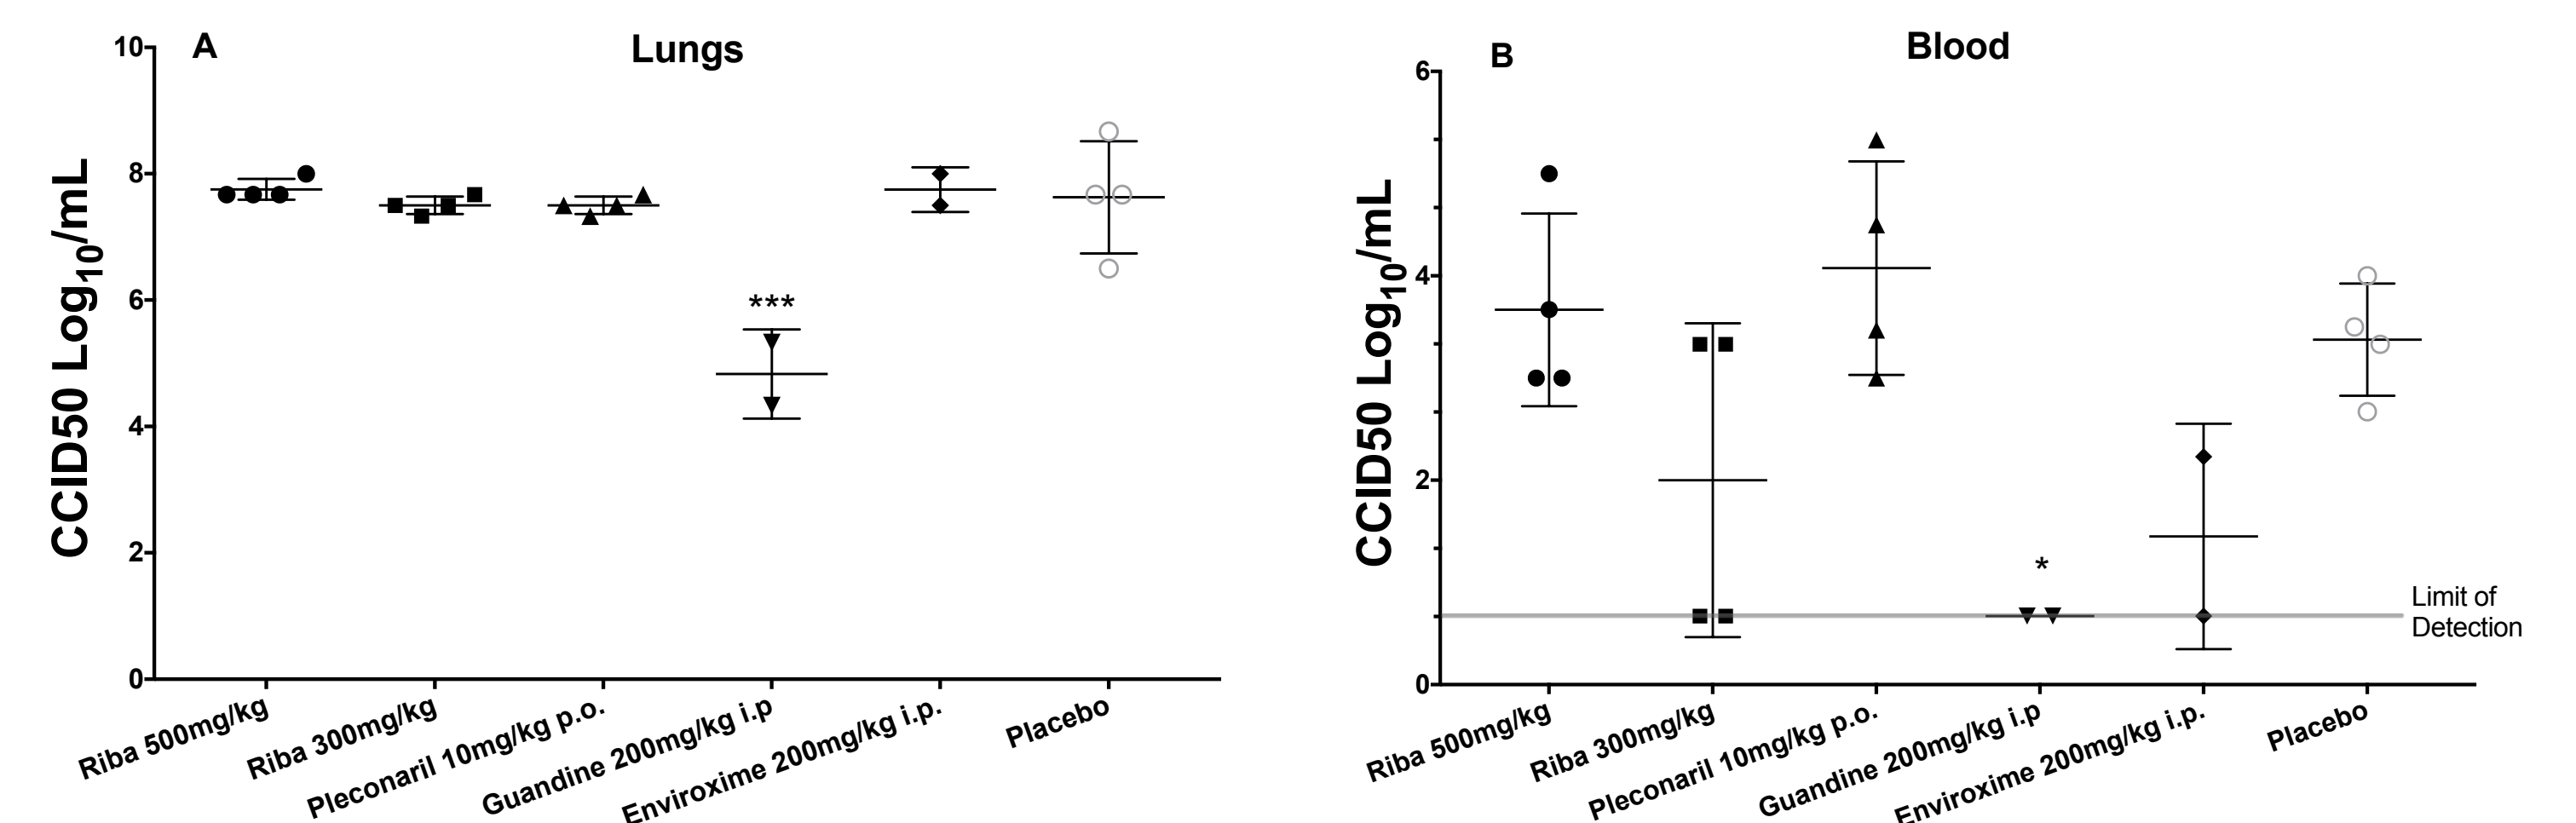 A
Lungs
CCID50 Log10/mL
10
8
6
4
2
0
***
Riba 500mg/kg
Riba 300mg/kg
Pleconaril 10mg/kg p.o.
Guandine 200mg/kg i.p
Enviroxime 200mg/kg i.p.
Placebo
B
Blood
CCID50 Log10/mL
6
4
2
0
*
Limit of
Detection
Riba 500mg/kg
Riba 300mg/kg
Pleconaril 10mg/kg p.o.
Guandine 200mg/kg i.p
Enviroxime 200mg/kg i.p.
Placebo